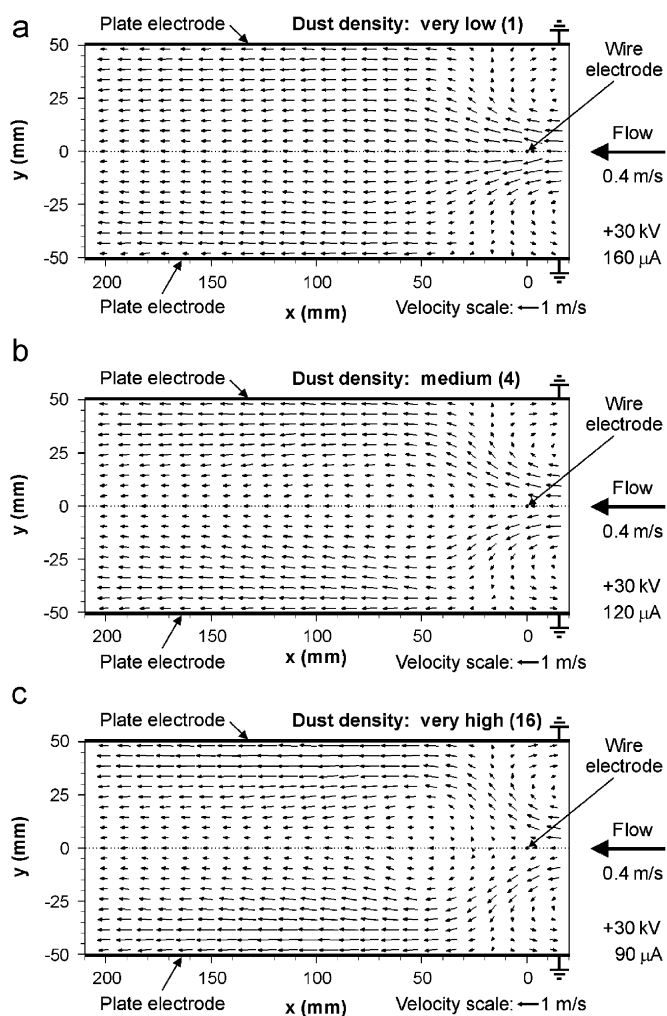 a
Plate electrode
Dust density: very low (1)
Wire
electrode
50
25
0
-25
-50
y (mm)
Flow
0.4 m/s
+30 kV
160 µA
200
150
100
50
0
Plate electrode
x (mm)
Velocity scale: 1 m/s
b
Plate electrode
Dust density: medium (4)
Wire
electrode
50
25
0
-25
-50
y (mm)
Flow
0.4 m/s
+30 kV
120 µA
200
150
100
50
0
Plate electrode
x (mm)
Velocity scale: 1 m/s
c
Plate electrode
Dust density: very high (16)
Wire
electrode
50
25
0
-25
-50
y (mm)
Flow
0.4 m/s
+30 kV
90 µA
200
150
100
50
0
Plate electrode
x (mm)
Velocity scale: 1 m/s